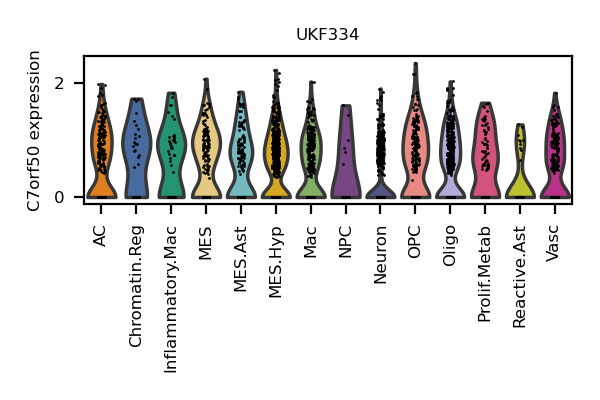 UKF334
C7orf50 expression
2
0
AC
Chromatin.Reg
Inflammatory.Mac
MES
MES.Ast
MES.Hyp
Mac
NPC
Neuron
OPC
Oligo
Prolif.Metab
Reactive.Ast
Vasc